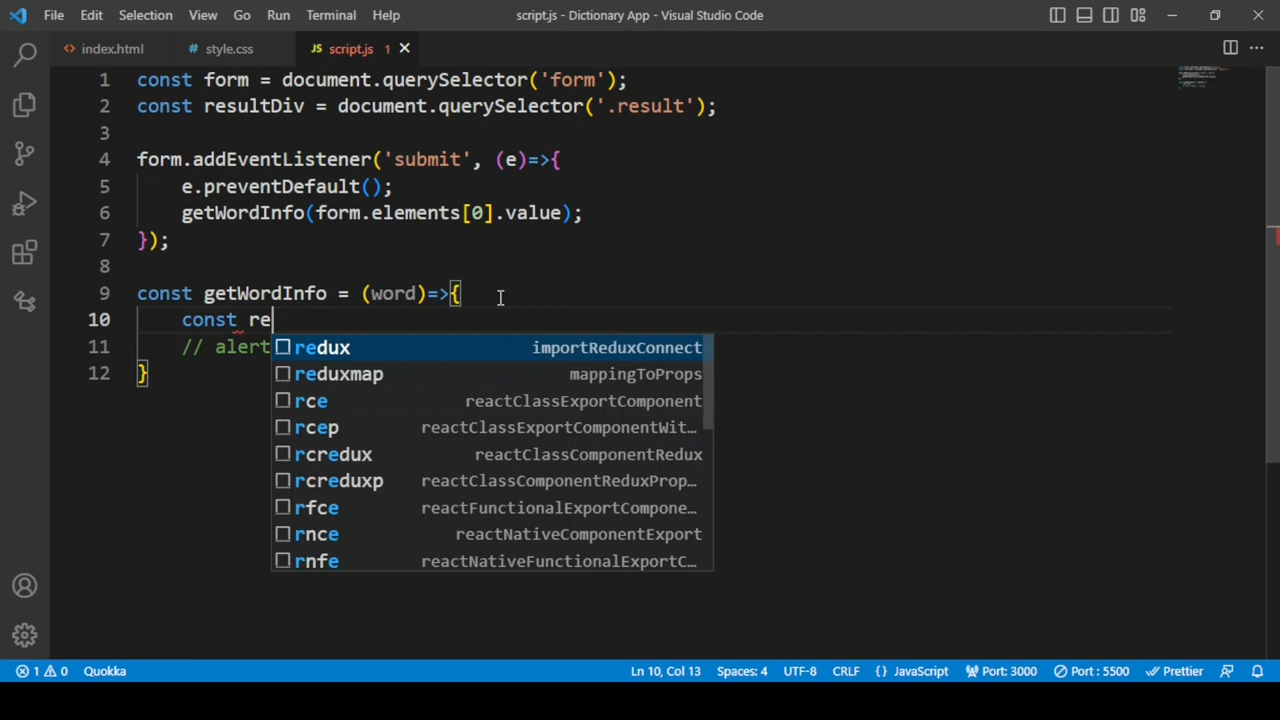 File Edit Selection View Go Run Terminal Help script.js - Dictionary App - Visual Studio Code
<> index.html # style.css JS script.js 1
1 const form = document.querySelector('form');
2 const resultDiv = document.querySelector('.result');
3
4 form.addEventListener('submit', (e)=>{
5 e.preventDefault();
6 getWordInfo(form.elements[0].value);
7 });
8
9 const getWordInfo = (word)=>{
10 const re
11 // alert
12 }
redux importReduxConnect
reduxmap mappingToProps
rce reactClassExportComponent
rcep reactClassExportComponentWit…
rcredux reactClassComponentRedux
rcreduxp reactClassComponentReduxProp…
rfce reactFunctionalExportCompone…
rnce reactNativeComponentExport
rnfe reactNativeFunctionalExportC…
1 0 Quokka Ln 10, Col 13 Spaces: 4 UTF-8 CRLF {} JavaScript Port: 3000 Port : 5500 Prettier